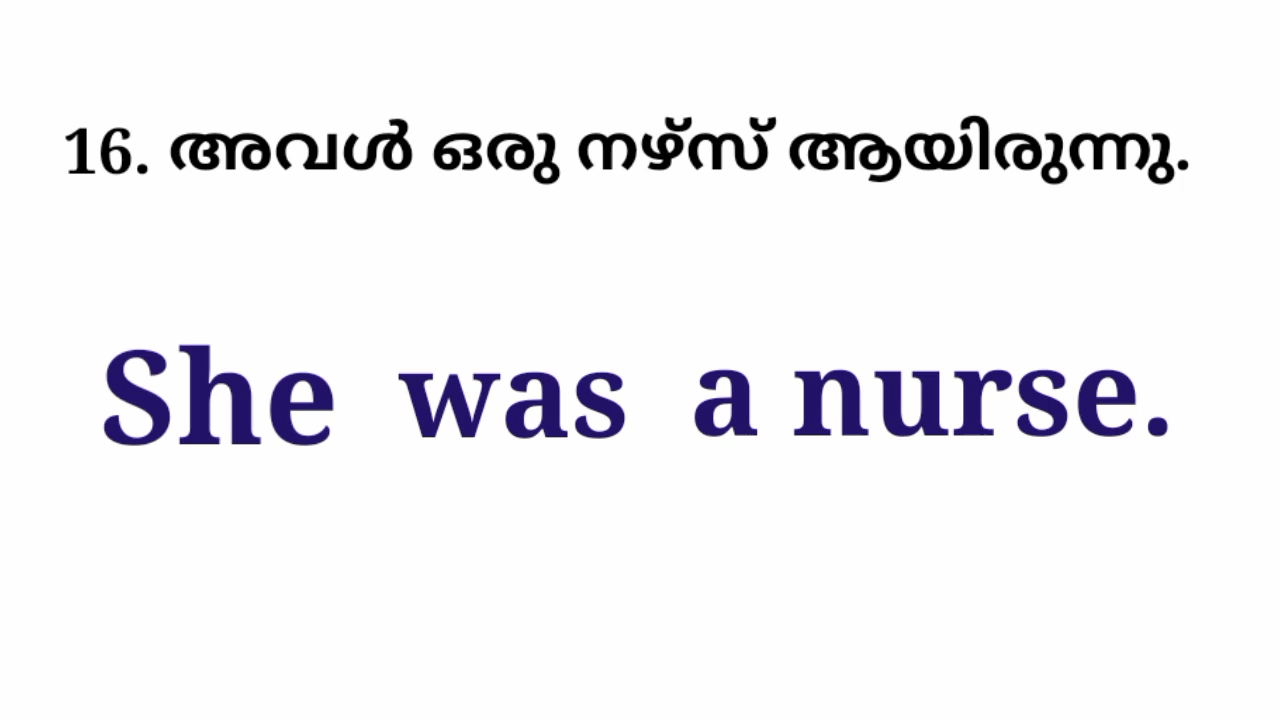 16. അവൾ ഒരു നഴ്സ് ആയിരുന്നു.
She was a nurse.